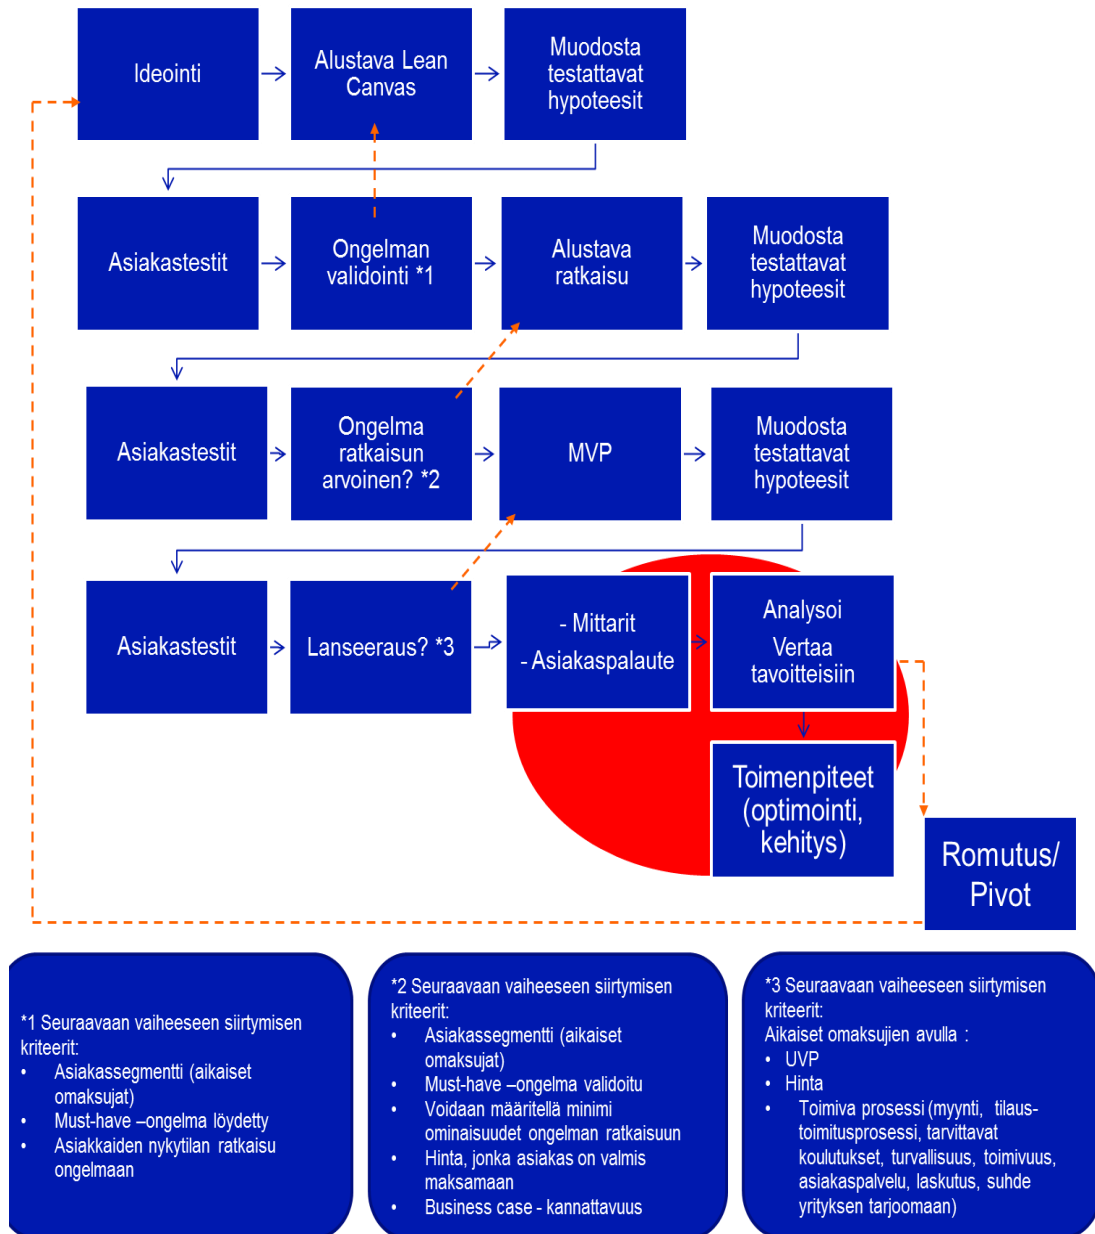 Ideointi
Alustava Lean
Canvas
Muodosta
testattavat
hypoteesit
Asiakastestit
Ongelman
validointi *1
Alustava
ratkaisu
Muodosta
testattavat
hypoteesit
Asiakastestit
Ongelma
ratkaisun
arvoinen? *2
MVP
Muodosta
testattavat
hypoteesit
Asiakastestit
Lanseeraus? *3
- Mittarit
- Asiakaspalaute
Analysoi
Vertaa
tavoitteisiin
Toimenpiteet
(optimointi,
kehitys)
Romutus/
Pivot
*1 Seuraavaan vaiheeseen siirtymisen
kriteerit:
• Asiakassegmentti (aikaiset
omaksujat)
• Must-have –ongelma löydetty
• Asiakkaiden nykytilan ratkaisu
ongelmaan
*2 Seuraavaan vaiheeseen siirtymisen
kriteerit:
• Asiakassegmentti (aikaiset
omaksujat)
• Must-have –ongelma validoitu
• Voidaan määritellä minimi
ominaisuudet ongelman ratkaisuun
• Hinta, jonka asiakas on valmis
maksamaan
• Business case - kannattavuus
*3 Seuraavaan vaiheeseen siirtymisen
kriteerit:
Aikaiset omaksujien avulla :
• UVP
• Hinta
• Toimiva prosessi (myynti, tilaus-
toimitusprosessi, tarvittavat
koulutukset, turvallisuus, toimivuus,
asiakaspalvelu, laskutus, suhde
yrityksen tarjoomaan)